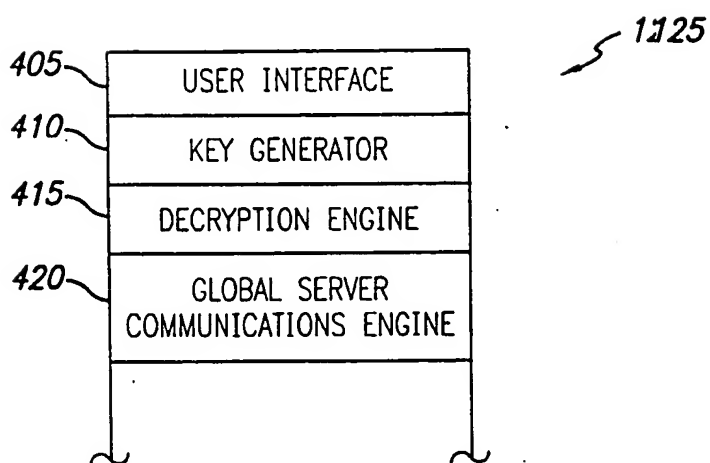 1125
405 USER INTERFACE
410 KEY GENERATOR
415 DECRYPTION ENGINE
420 GLOBAL SERVER
COMMUNICATIONS ENGINE